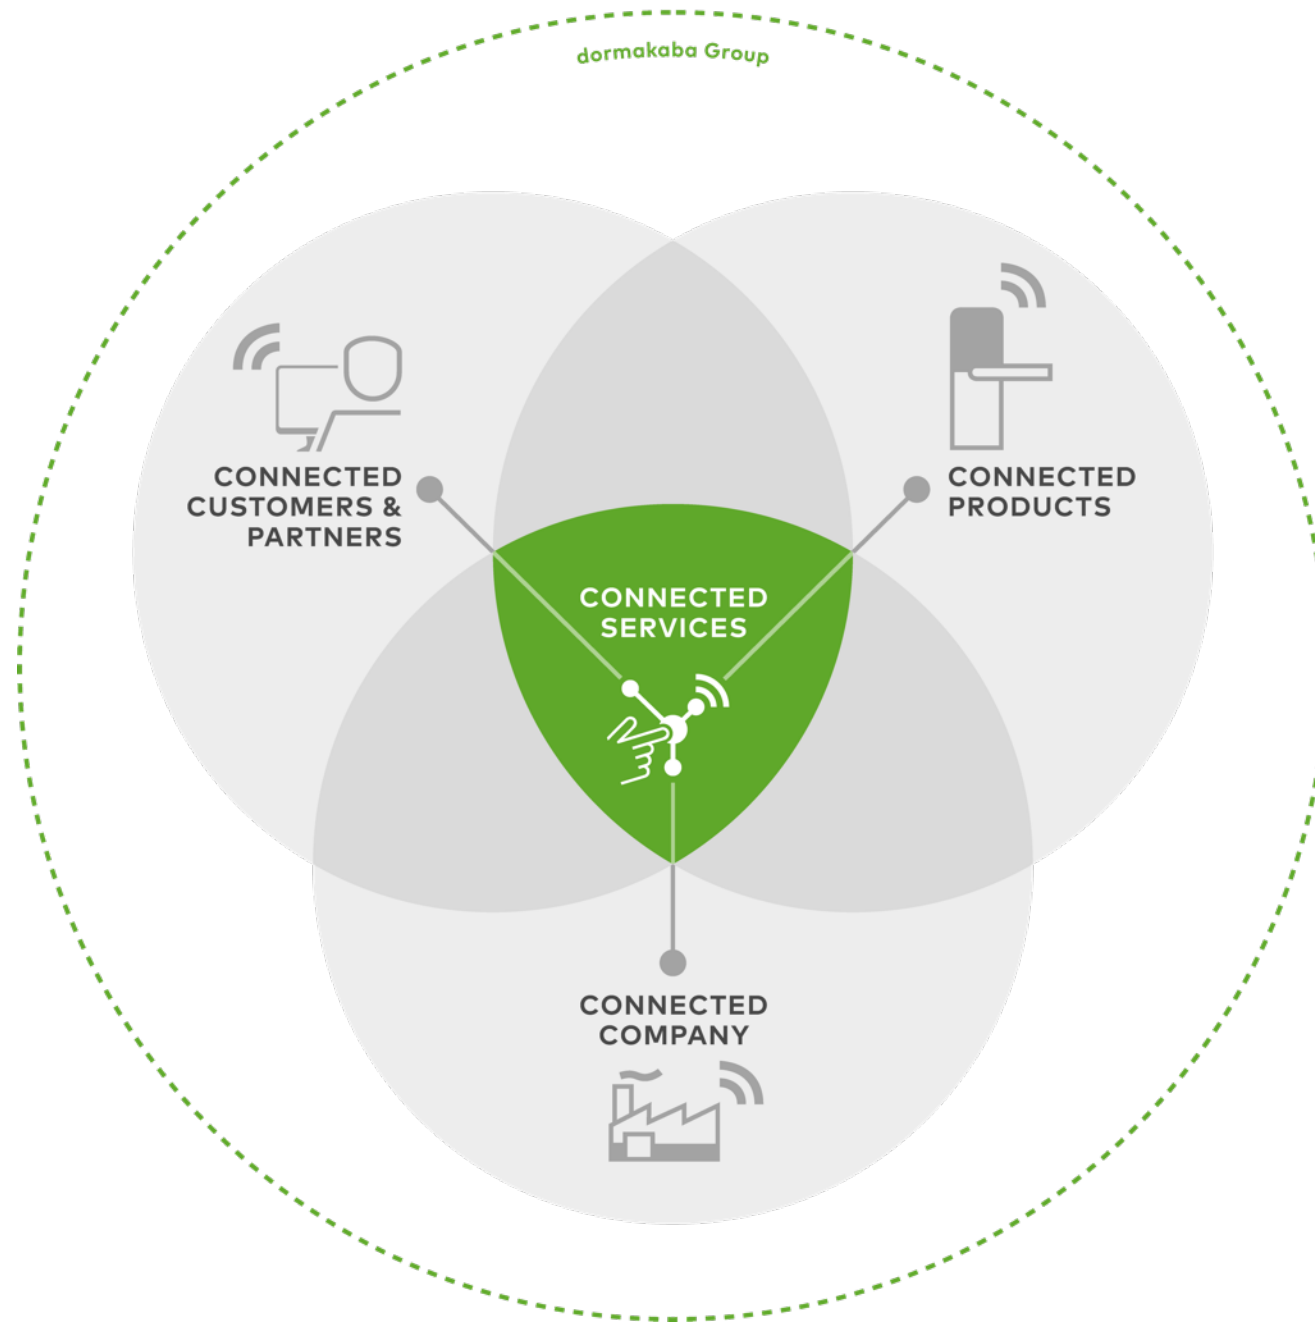 dormakaba Group
CONNECTED
CUSTOMERS &
PARTNERS
CONNECTED
PRODUCTS
CONNECTED
SERVICES
CONNECTED
COMPANY